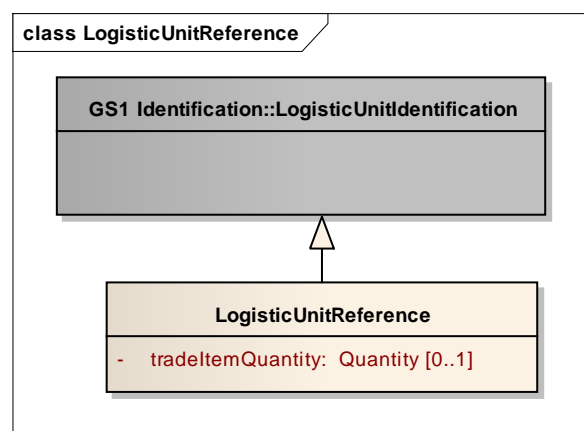 class LogisticUnitReference
GS1 Identification::LogisticUnitIdentification
LogisticUnitReference
- tradeItemQuantity: Quantity [0..1]